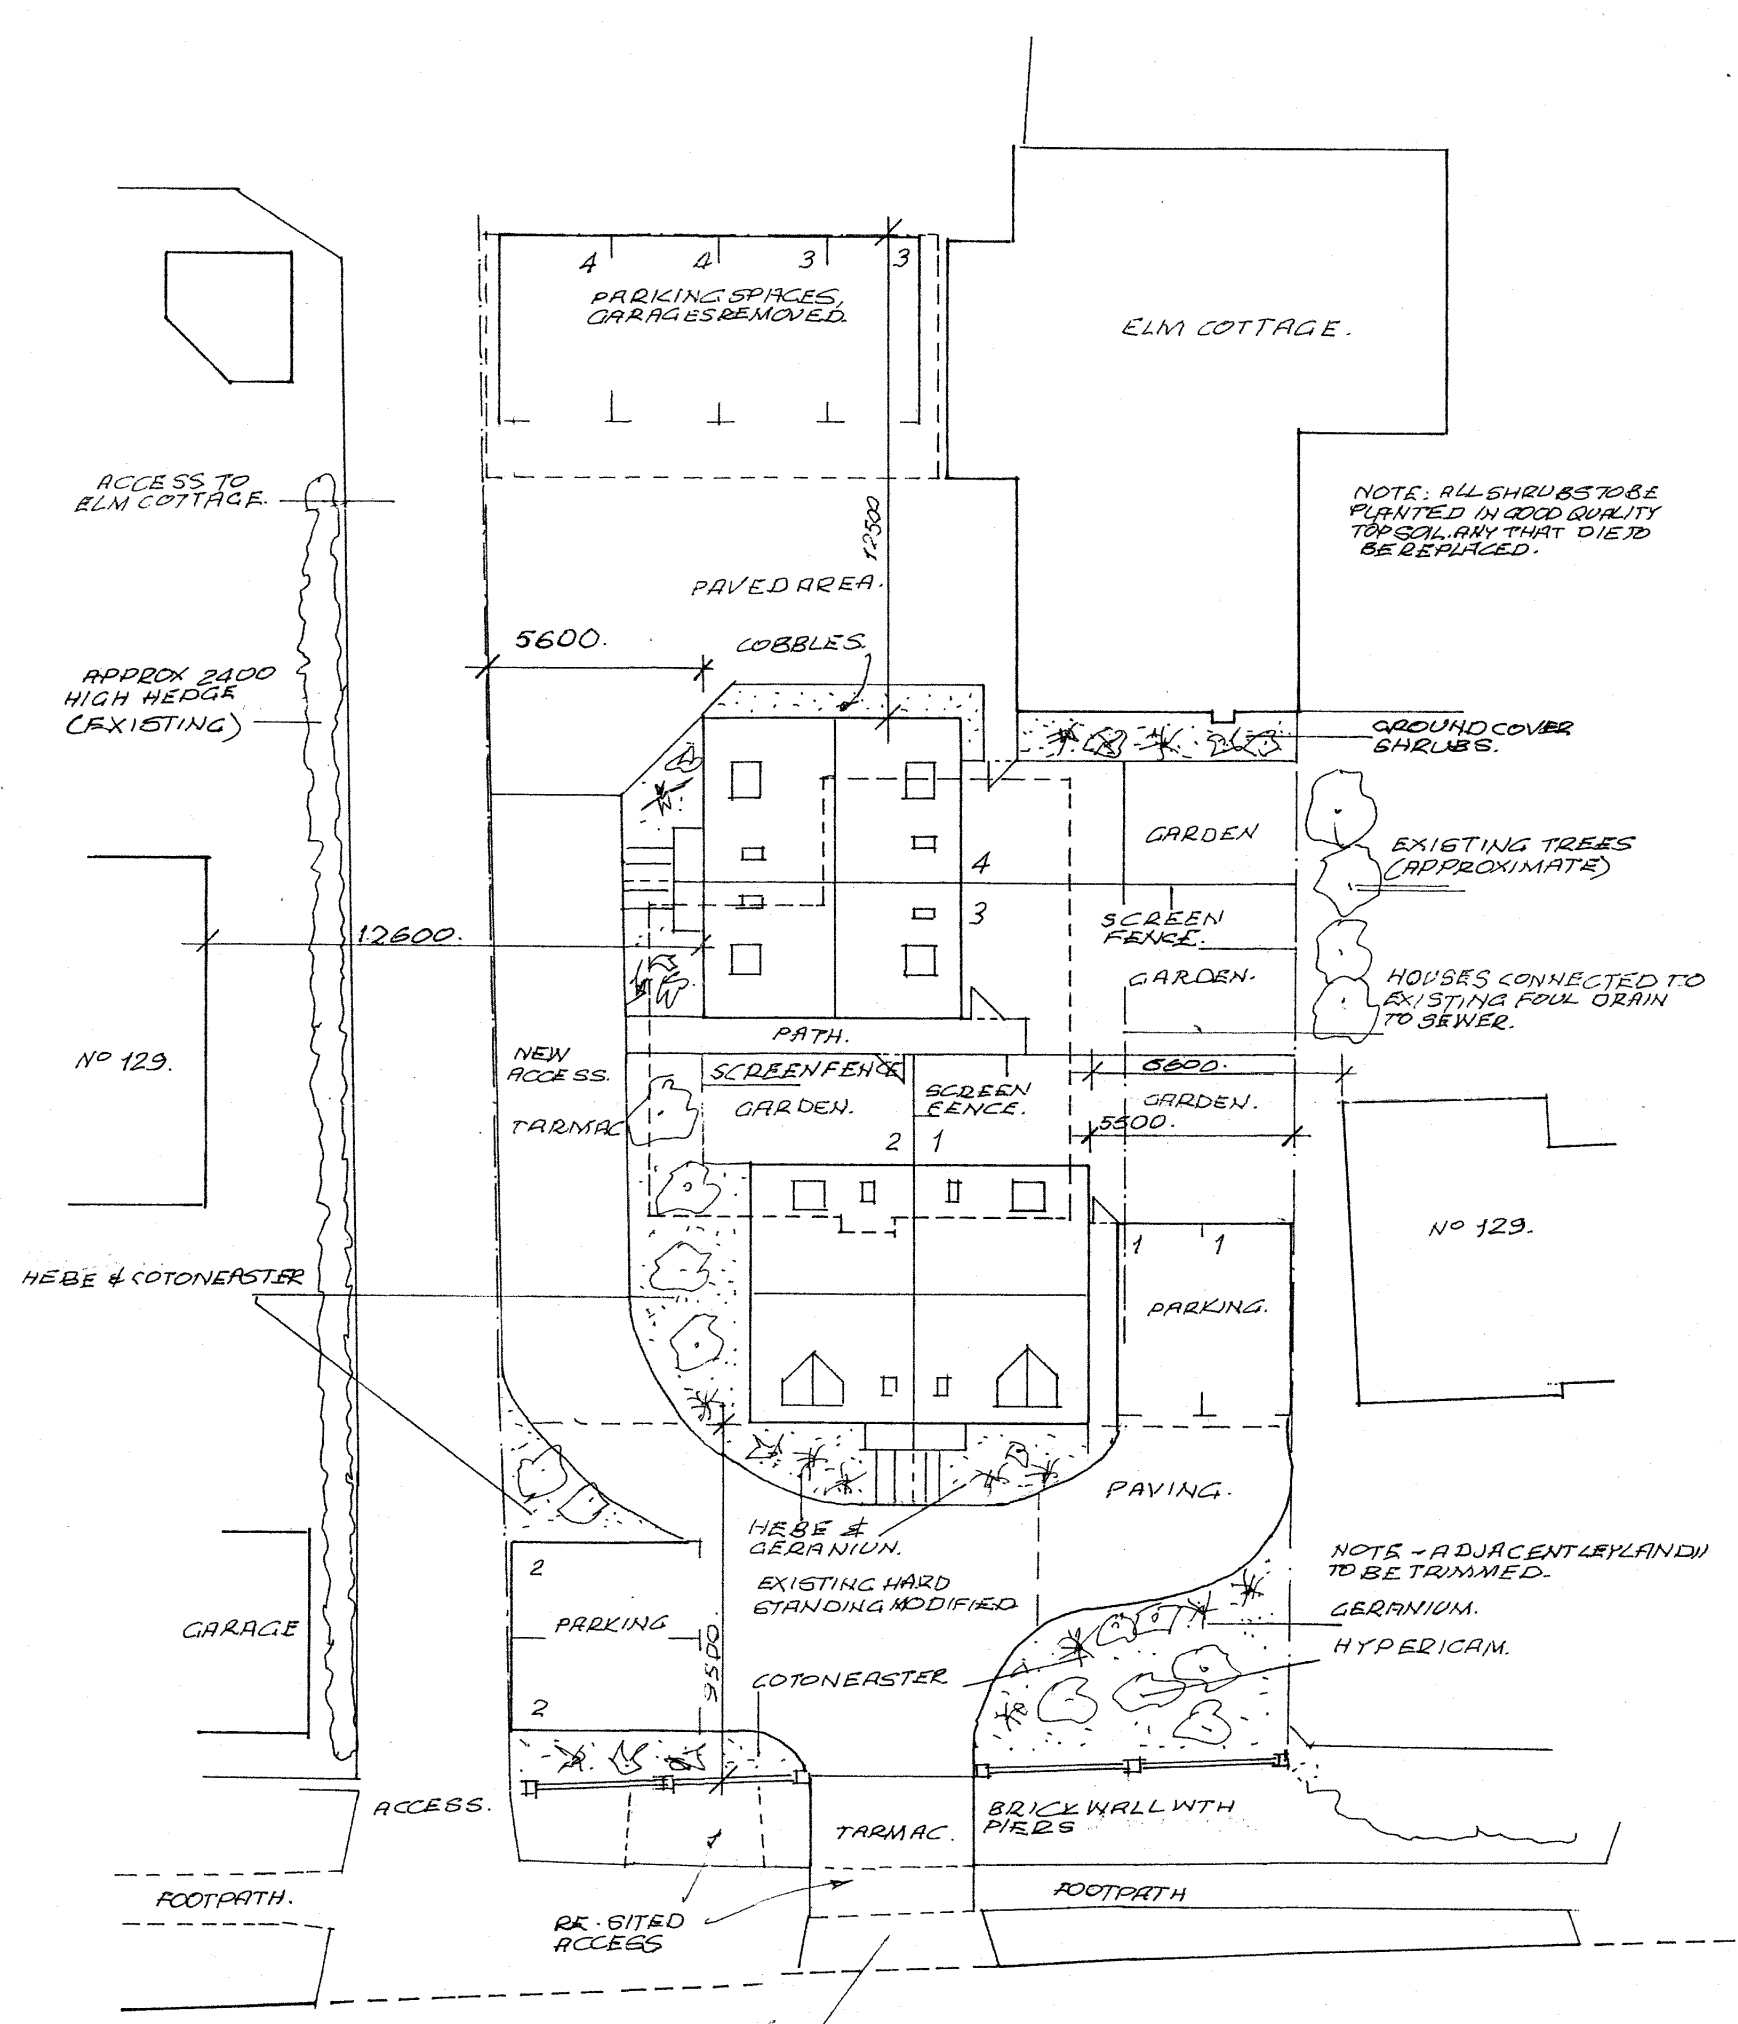 4 4 3 3
PARKING SPACES,
GARAGES REMOVED.
ELM COTTAGE.
ACCESS TO
ELM COTTAGE.
NOTE: ALL SHRUBS TO BE
PLANTED IN GOOD QUALITY
TOP SOIL. ANY THAT DIE TO
BE REPLACED.
12500
PAVED AREA.
5600.
COBBLES.
APPROX 2400
HIGH HEDGE
(EXISTING)
GROUND COVER
SHRUBS.
GARDEN
EXISTING TREES
(APPROXIMATE)
4
3
SCREEN
FENCE.
12600.
GARDEN.
HOUSES CONNECTED TO
EXISTING FOUL DRAIN
TO SEWER.
PATH.
No 129.
NEW
ACCESS.
TARMAC
SCREEN FENCE
GARDEN.
SCREEN
FENCE.
6600.
GARDEN.
5500.
2 1
No 129.
1 1
PARKING.
HEBE & COTONEASTER
PAVING.
HEBE &
GERANIUN.
EXISTING HARD
STANDING MODIFIED
NOTE - ADJACENT LEYLANDII
TO BE TRIMMED.
GERANIUM.
HYPERICAM.
2
PARKING
2
GARAGE
9500
COTONEASTER
ACCESS.
1
TARMAC.
BRICK WALL WTH
PIERS
FOOTPATH.
FOOTPATH
RE-SITED
ACCESS